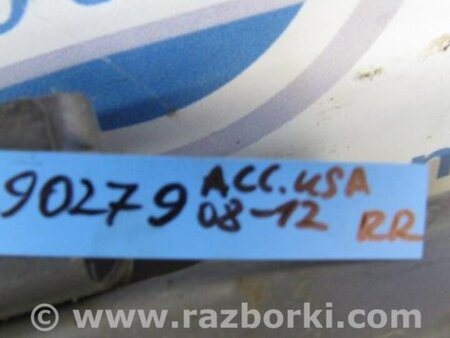 90279 ACC. USA
08-12 RR
www.razborki.com